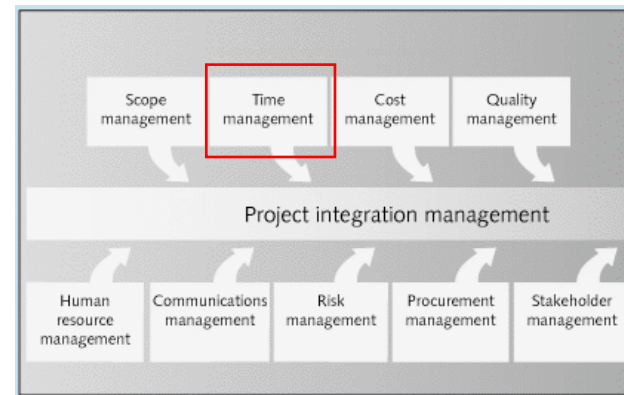 Scope
management
Time
management
Cost
management
Quality
management
Project integration management
Human
resource
management
Communications
management
Risk
management
Procurement
management
Stakeholder
management